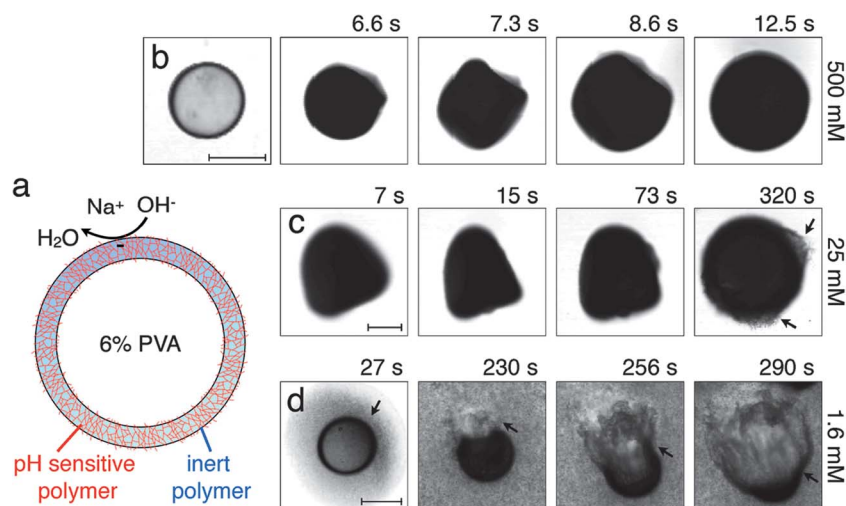 6.6 s 7.3 s 8.6 s 12.5 s
b
500 mM
a
Na⁺ OH⁻
H₂O
-
6% PVA
pH sensitive
polymer
inert
polymer
7 s 15 s 73 s 320 s
c
25 mM
27 s 230 s 256 s 290 s
d
1.6 mM